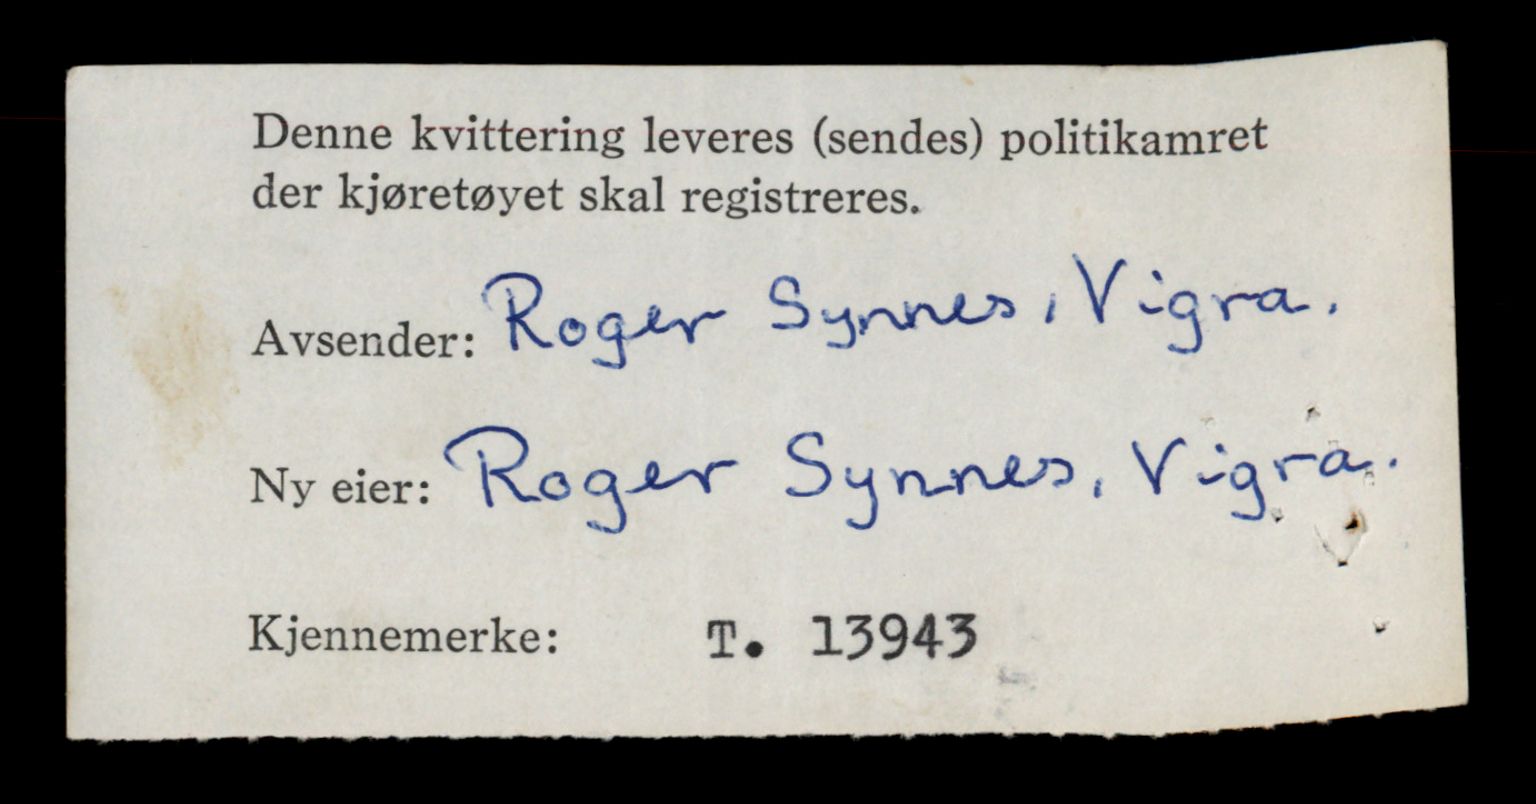 Denne kvittering leveres (sendes) politikamret
der kjøretøyet skal registreres.
Avsender: Roger Synnes, Vigra.
Ny eier: Roger Synnes, Vigra.
Kjennemerke: T. 13943